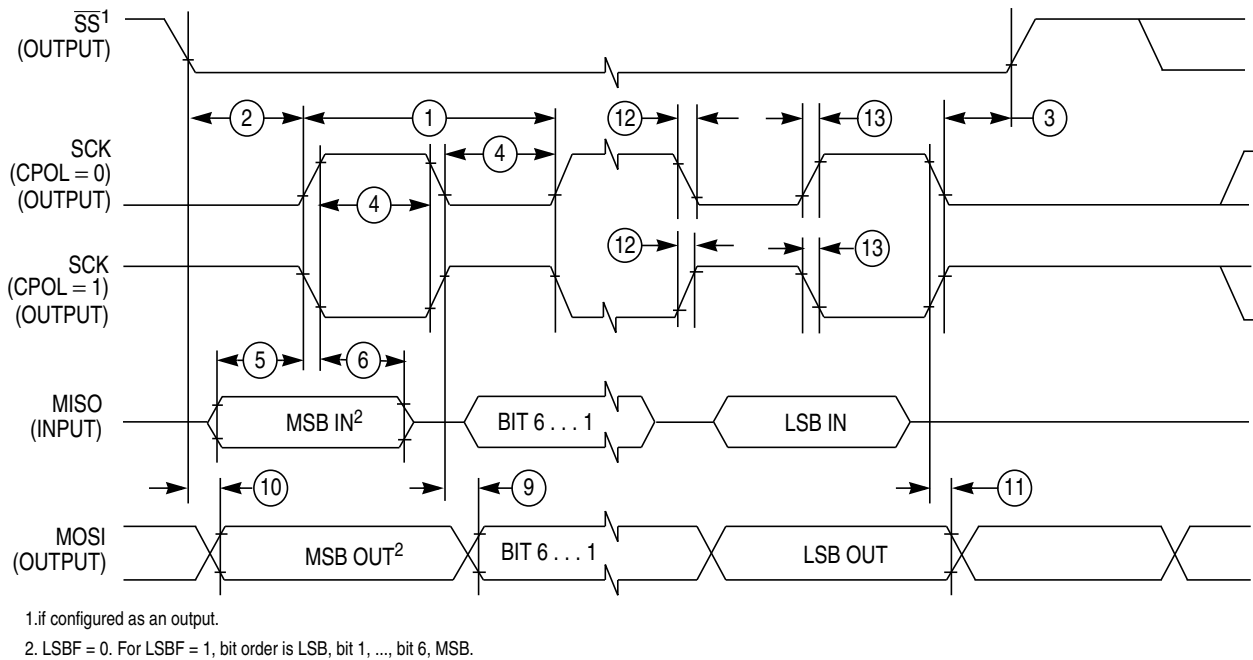 SS1
(OUTPUT)
2
1
12
13
3
SCK
(CPOL = 0)
(OUTPUT)
4
4
12
13
SCK
(CPOL = 1)
(OUTPUT)
5
6
MISO
(INPUT)
MSB IN2
BIT 6 . . . 1
LSB IN
10
9
11
MOSI
(OUTPUT)
MSB OUT2
BIT 6 . . . 1
LSB OUT
1.if configured as an output.
2. LSBF = 0. For LSBF = 1, bit order is LSB, bit 1, ..., bit 6, MSB.